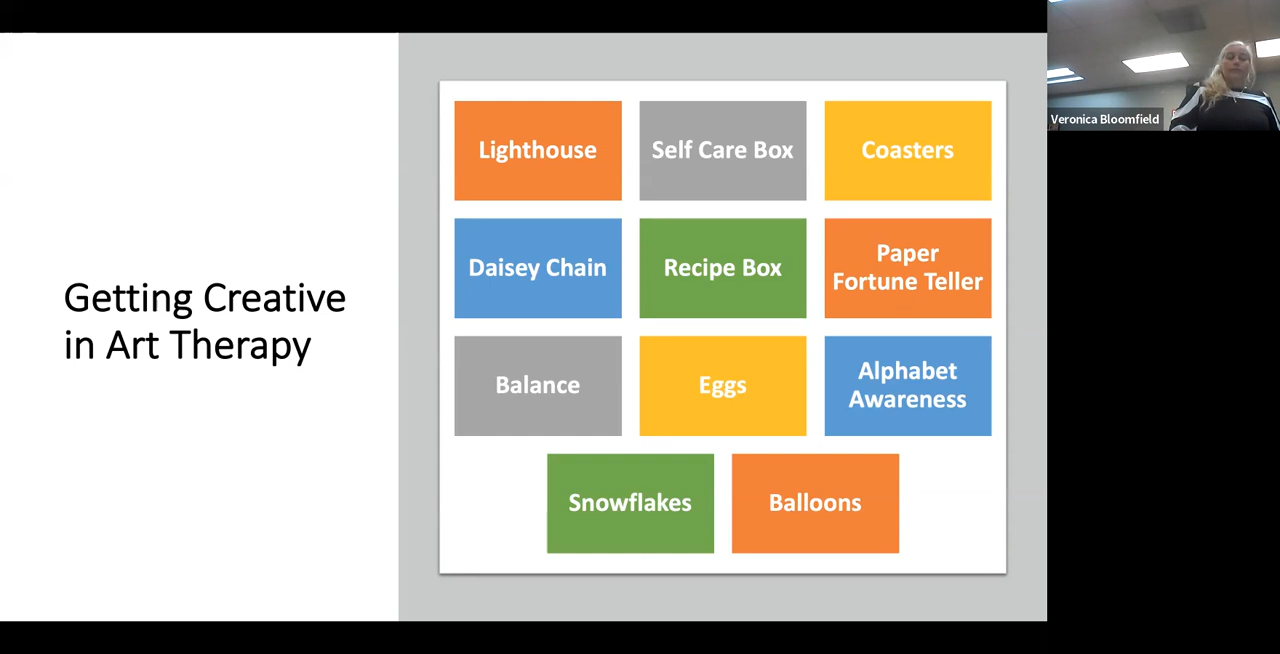 Getting Creative
in Art Therapy
Lighthouse
Self Care Box
Coasters
Daisey Chain
Recipe Box
Paper
Fortune Teller
Balance
Eggs
Alphabet
Awareness
Snowflakes
Balloons
Veronica Bloomfield